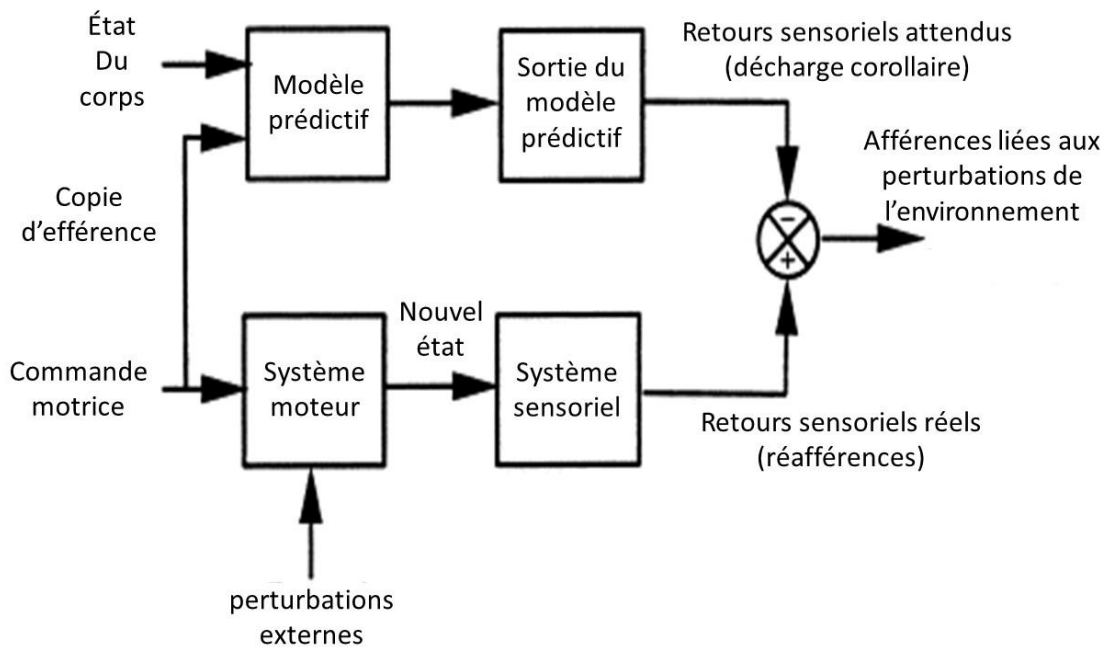 État
Du
corps
Modèle
prédictif
Sortie du
modèle
prédictif
Retours sensoriels attendus
(décharge corollaire)
Afférences liées aux
perturbations de
l’environnement
−
+
Copie
d’efférence
Commande
motrice
Système
moteur
Nouvel
état
Système
sensoriel
Retours sensoriels réels
(réafférences)
perturbations
externes